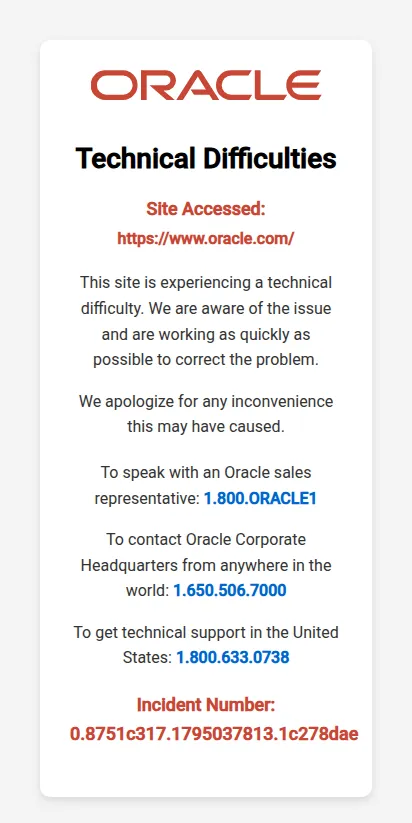 ORACLE
Technical Difficulties
Site Accessed:
https://www.oracle.com/
This site is experiencing a technical
difficulty. We are aware of the issue
and are working as quickly as
possible to correct the problem.
We apologize for any inconvenience
this may have caused.
To speak with an Oracle sales
representative: 1.800.ORACLE1
To contact Oracle Corporate
Headquarters from anywhere in the
world: 1.650.506.7000
To get technical support in the United
States: 1.800.633.0738
Incident Number:
0.8751c317.1795037813.1c278dae